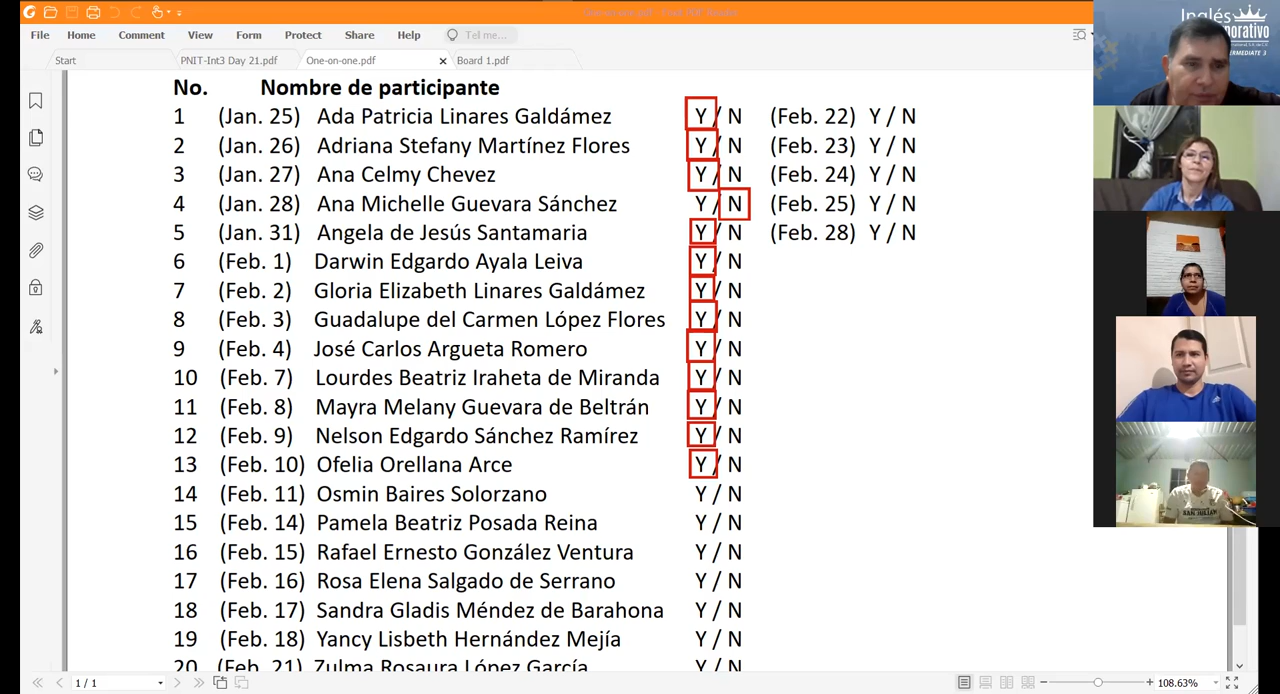 File Home Comment View Form Protect Share Help Tell me...
Start PNIT-Int3 Day 21.pdf One-on-one.pdf Board 1.pdf
No. Nombre de participante
1 (Jan. 25) Ada Patricia Linares Galdámez Y / N (Feb. 22) Y / N
2 (Jan. 26) Adriana Stefany Martínez Flores Y / N (Feb. 23) Y / N
3 (Jan. 27) Ana Celmy Chevez Y / N (Feb. 24) Y / N
4 (Jan. 28) Ana Michelle Guevara Sánchez Y / N (Feb. 25) Y / N
5 (Jan. 31) Angela de Jesús Santamaria Y / N (Feb. 28) Y / N
6 (Feb. 1) Darwin Edgardo Ayala Leiva Y / N
7 (Feb. 2) Gloria Elizabeth Linares Galdámez Y / N
8 (Feb. 3) Guadalupe del Carmen López Flores Y / N
9 (Feb. 4) José Carlos Argueta Romero Y / N
10 (Feb. 7) Lourdes Beatriz Iraheta de Miranda Y / N
11 (Feb. 8) Mayra Melany Guevara de Beltrán Y / N
12 (Feb. 9) Nelson Edgardo Sánchez Ramírez Y / N
13 (Feb. 10) Ofelia Orellana Arce Y / N
14 (Feb. 11) Osmin Baires Solorzano Y / N
15 (Feb. 14) Pamela Beatriz Posada Reina Y / N
16 (Feb. 15) Rafael Ernesto González Ventura Y / N
17 (Feb. 16) Rosa Elena Salgado de Serrano Y / N
18 (Feb. 17) Sandra Gladis Méndez de Barahona Y / N
19 (Feb. 18) Yancy Lisbeth Hernández Mejía Y / N
20 (Feb. 21) Zulma Rosaura López García Y / N
1 / 1 108.63%
Inglés
porativo
ERMEDIATE 3
SAN JULIAN